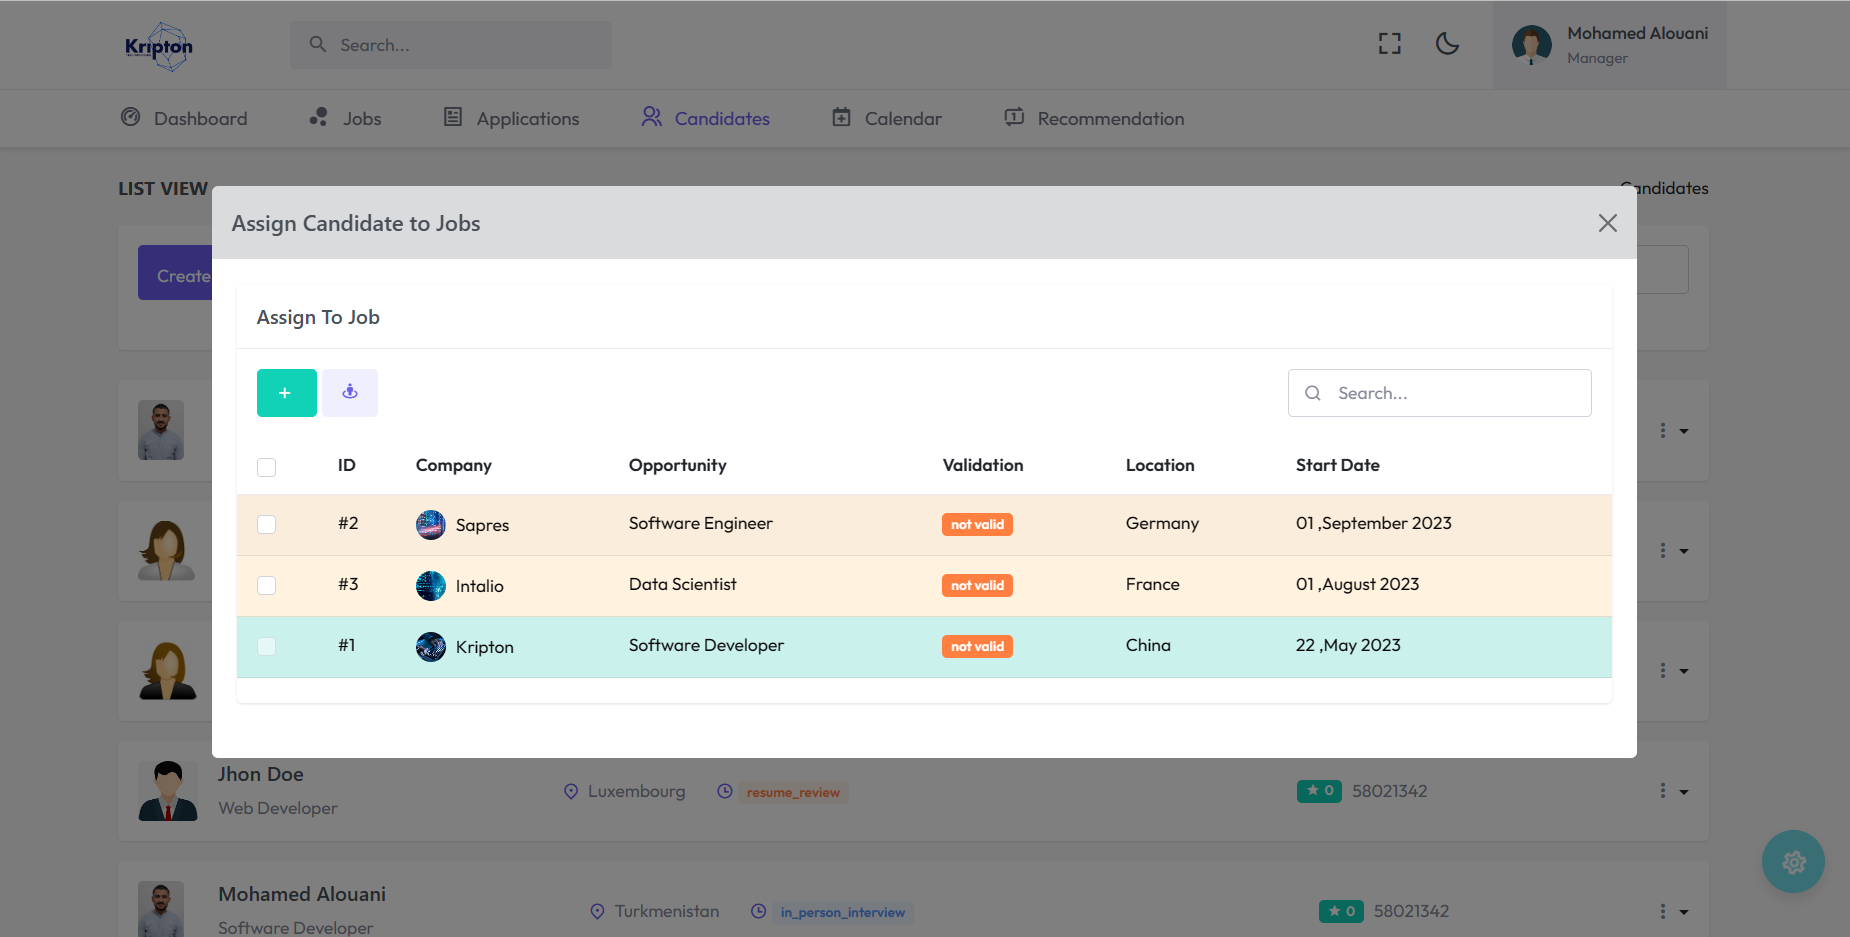 Kripton
Search...
Mohamed Alouani
Manager
Dashboard
Jobs
Applications
Candidates
Calendar
Recommendation
LIST VIEW
Candidates
Assign Candidate to Jobs
Create
Assign To Job
+
Search...
ID Company Opportunity Validation Location Start Date
#2 Sapres Software Engineer not valid Germany 01 ,September 2023
#3 Intalio Data Scientist not valid France 01 ,August 2023
#1 Kripton Software Developer not valid China 22 ,May 2023
Jhon Doe
Web Developer
Luxembourg
resume_review
0
58021342
Mohamed Alouani
Software Developer
Turkmenistan
in_person_interview
0
58021342